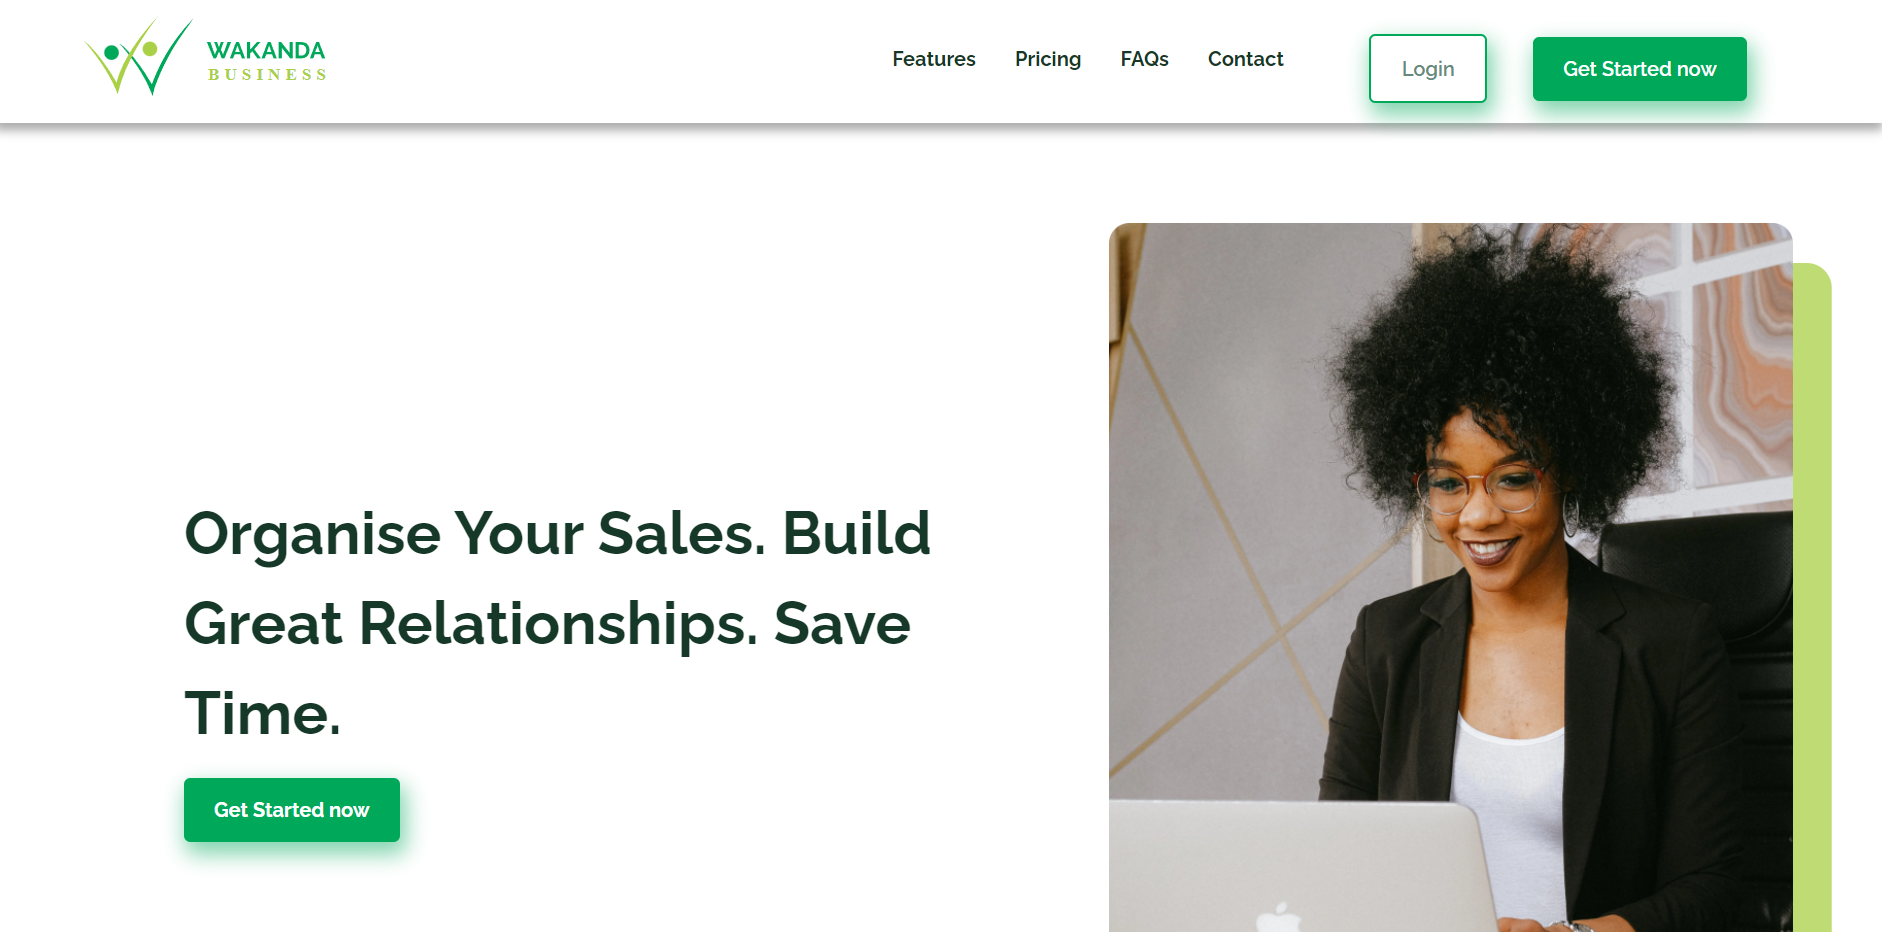 WAKANDA
BUSINESS
Features Pricing FAQs Contact Login Get Started now
Organise Your Sales. Build
Great Relationships. Save
Time.
Get Started now